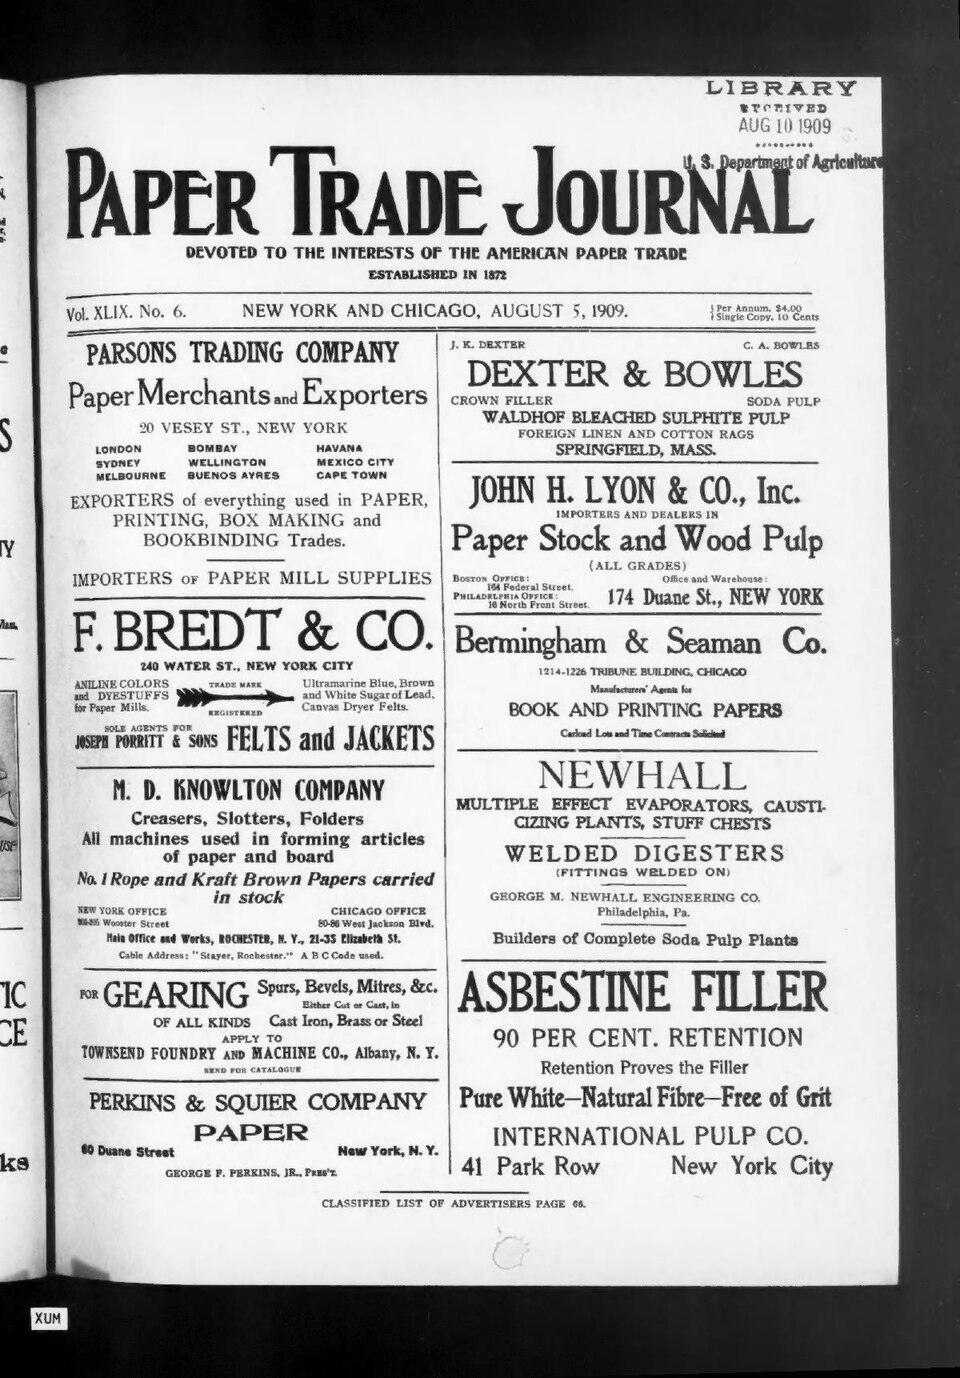 LIBRARY
RECEIVED
AUG 10 1909
U. S. Department of Agriculture
PAPER TRADE JOURNAL
DEVOTED TO THE INTERESTS OF THE AMERICAN PAPER TRADE
ESTABLISHED IN 1872
Vol. XLIX. No. 6.
NEW YORK AND CHICAGO, AUGUST 5, 1909.
Per Annum, $4.00
Single Copy, 10 Cents
PARSONS TRADING COMPANY
Paper Merchants and Exporters
20 VESEY ST., NEW YORK
LONDON BOMBAY HAVANA
SYDNEY WELLINGTON MEXICO CITY
MELBOURNE BUENOS AYRES CAPE TOWN
EXPORTERS of everything used in PAPER,
PRINTING, BOX MAKING and
BOOKBINDING Trades.
IMPORTERS OF PAPER MILL SUPPLIES
F. BREDT & CO.
240 WATER ST., NEW YORK CITY
ANILINE COLORS
and DYESTUFFS
for Paper Mills.
TRADE MARK
REGISTERED
Ultramarine Blue, Brown
and White Sugar of Lead,
Canvas Dryer Felts.
SOLE AGENTS FOR
JOSEPH PORRITT & SONS FELTS and JACKETS
M. D. KNOWLTON COMPANY
Creasers, Slotters, Folders
All machines used in forming articles
of paper and board
No. 1 Rope and Kraft Brown Papers carried
in stock
NEW YORK OFFICE
Wooster Street
CHICAGO OFFICE
80-86 West Jackson Blvd.
Main Office and Works, ROCHESTER, N. Y., 21-35 Elizabeth St.
Cable Address: "Stayer, Rochester." A B C Code used.
FOR GEARING Spurs, Bevels, Mitres, &c.
Either Cut or Cast, in
OF ALL KINDS Cast Iron, Brass or Steel
APPLY TO
TOWNSEND FOUNDRY AND MACHINE CO., Albany, N. Y.
SEND FOR CATALOGUE
PERKINS & SQUIER COMPANY
PAPER
60 Duane Street New York, N. Y.
GEORGE F. PERKINS, JR., Pres't.
J. K. DEXTER C. A. BOWLES
DEXTER & BOWLES
CROWN FILLER SODA PULP
WALDHOF BLEACHED SULPHITE PULP
FOREIGN LINEN AND COTTON RAGS
SPRINGFIELD, MASS.
JOHN H. LYON & CO., Inc.
IMPORTERS AND DEALERS IN
Paper Stock and Wood Pulp
(ALL GRADES)
BOSTON OFFICE:
164 Federal Street.
PHILADELPHIA OFFICE:
16 North Front Street.
Office and Warehouse:
174 Duane St., NEW YORK
Bermingham & Seaman Co.
1214-1226 TRIBUNE BUILDING, CHICAGO
Manufacturers' Agents for
BOOK AND PRINTING PAPERS
Carload Lots and Time Contracts Solicited
NEWHALL
MULTIPLE EFFECT EVAPORATORS, CAUSTI-
CIZING PLANTS, STUFF CHESTS
WELDED DIGESTERS
(FITTINGS WELDED ON)
GEORGE M. NEWHALL ENGINEERING CO.
Philadelphia, Pa.
Builders of Complete Soda Pulp Plants
ASBESTINE FILLER
90 PER CENT. RETENTION
Retention Proves the Filler
Pure White—Natural Fibre—Free of Grit
INTERNATIONAL PULP CO.
41 Park Row New York City
CLASSIFIED LIST OF ADVERTISERS PAGE 66.
XUM